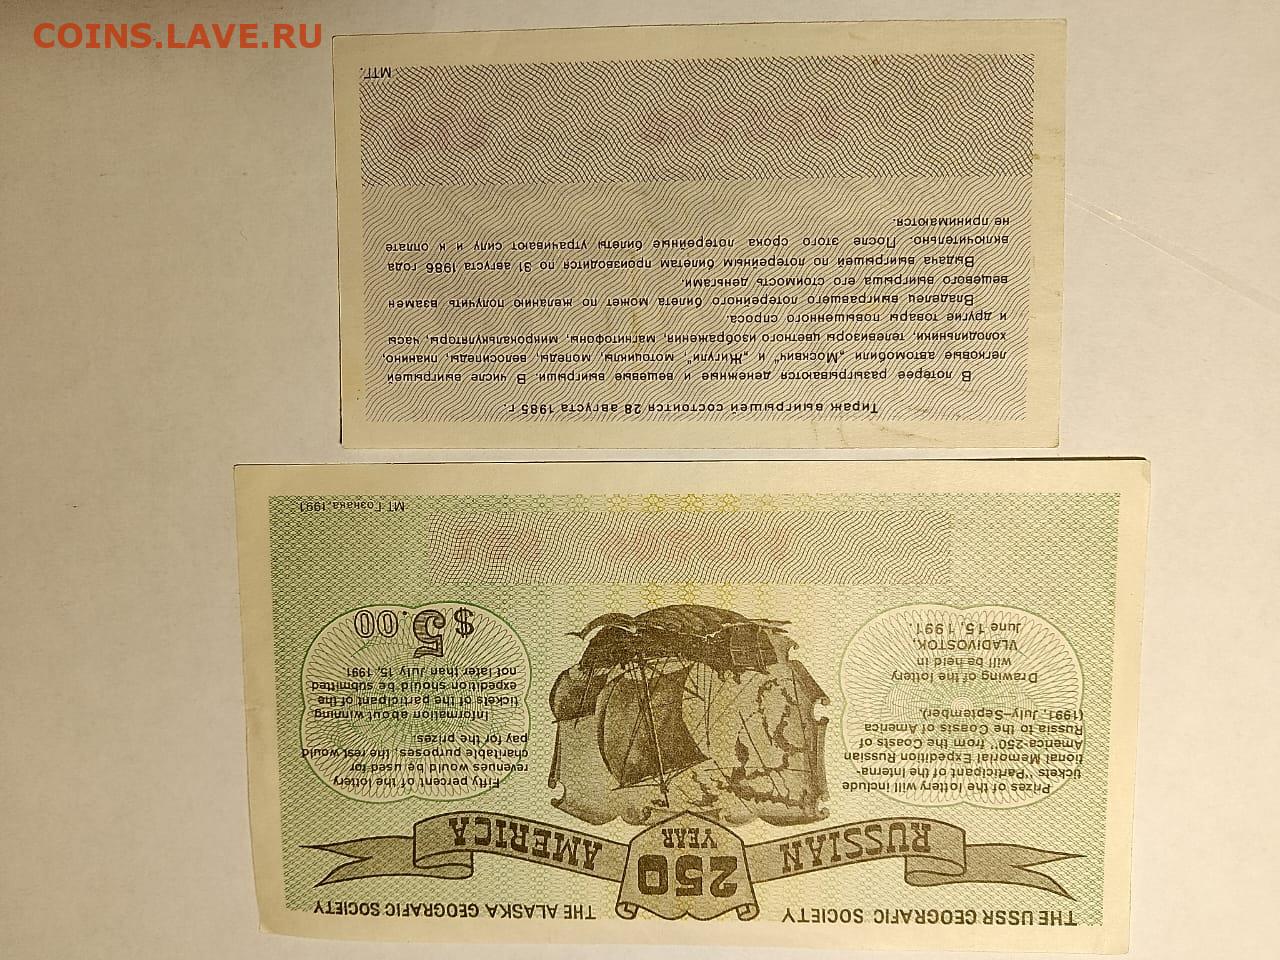 COINS.LAVE.RU
Тираж выигрышей состоится 28 августа 1985 г.
В лотерее разыгрываются денежные и вещевые выигрыши. В числе выигрышей
легковые автомобили „Москвич“ и „Жигули“, мотоциклы, мопеды, велосипеды, пианино,
холодильники, телевизоры цветного изображения, магнитофоны, микрокалькуляторы, часы
и другие товары повышенного спроса.
Владелец выигравшего лотерейного билета может по желанию получить взамен
вещевого выигрыша его стоимость деньгами.
Выдача выигрышей по лотерейным билетам производится по 31 августа 1986 года
включительно. После этого срока лотерейные билеты утрачивают силу и к оплате
не принимаются.
МТГ.
THE USSR GEOGRAFIC SOCIETY THE ALASKA GEOGRAFIC SOCIETY
RUSSIAN 250 YEAR AMERICA
Prizes of the lottery will include
tickets "Participant of the Interna-
tional Memorial Expedition Russian
America-250" from the Coasts of
Russia to the Coasts of America
(1991, July–September).
Drawing of the lottery
will be held in
VLADIVOSTOK,
June 15, 1991.
Fifty percent of the lottery
revenues would be used for
charitable purposes, the rest would
pay for the prizes.
Information about winning
tickets of the participant of the
expedition should be submitted
not later than July 15, 1991
$5.00
МТ Гознака, 1991.